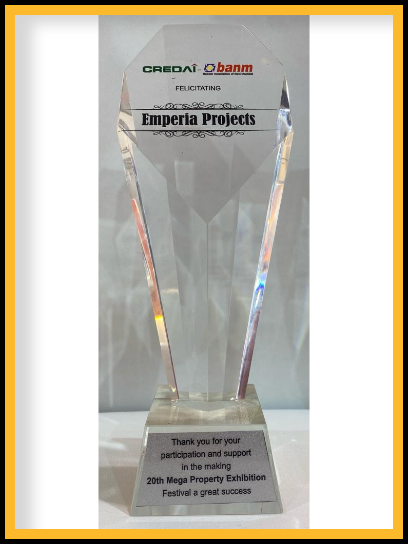 CREDAI banm
FELICITATING
Emperia Projects
Thank you for your
participation and support
in the making
20th Mega Property Exhibition
Festival a great success